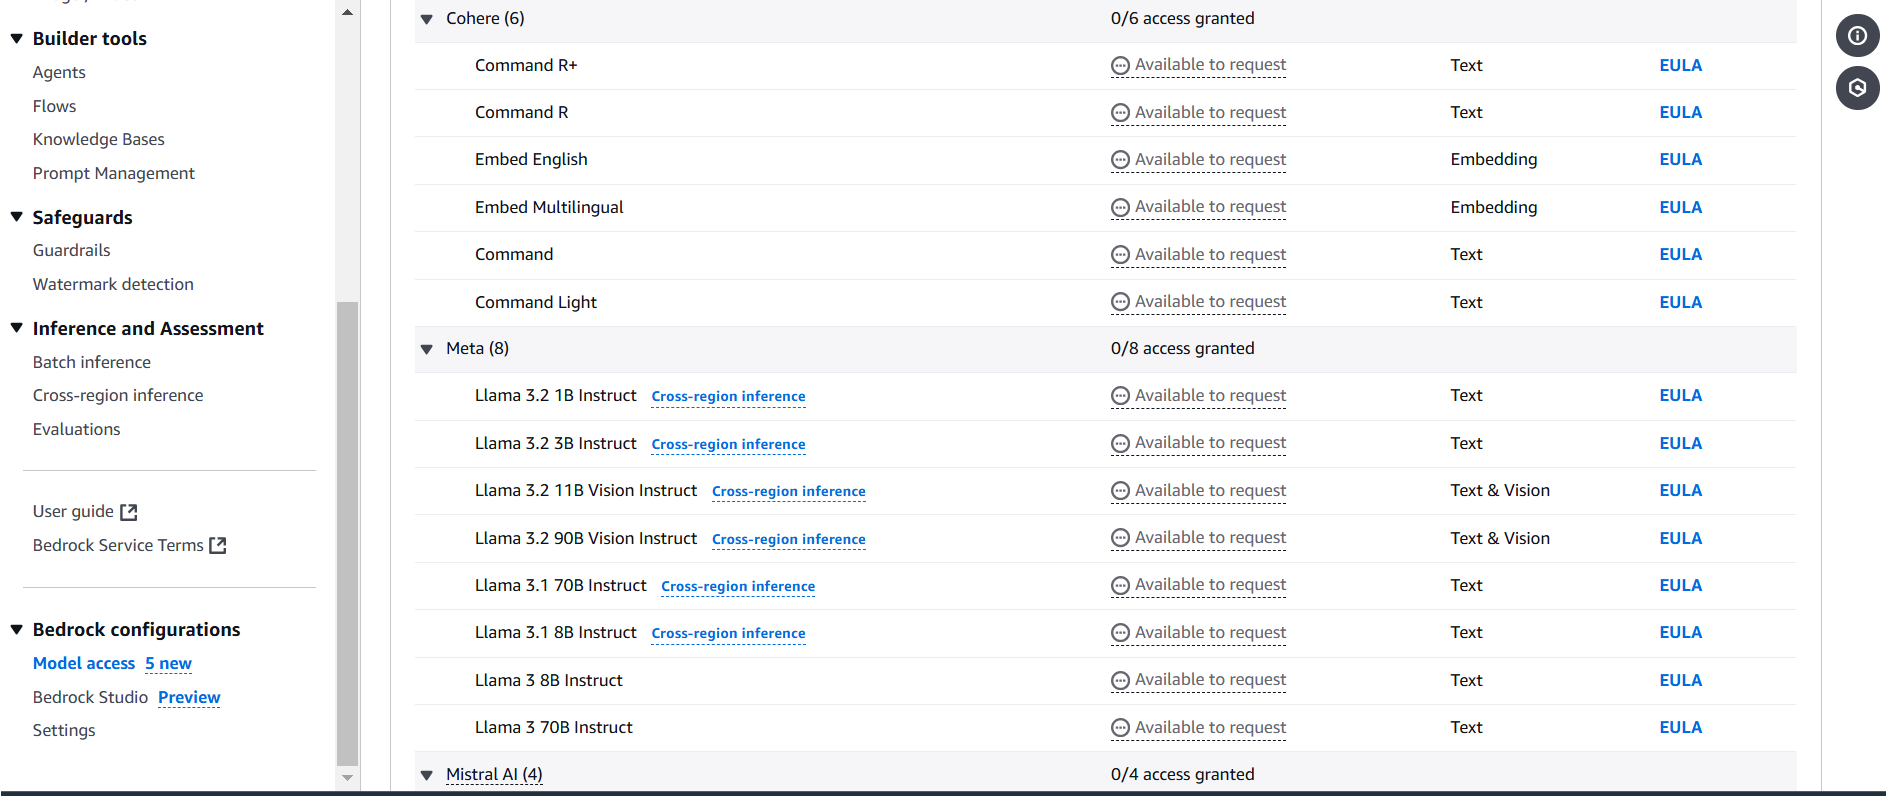 Builder tools
Agents
Flows
Knowledge Bases
Prompt Management
Safeguards
Guardrails
Watermark detection
Inference and Assessment
Batch inference
Cross-region inference
Evaluations
User guide
Bedrock Service Terms
Bedrock configurations
Model access 5 new
Bedrock Studio Preview
Settings
Cohere (6) 0/6 access granted
Command R+ Available to request Text EULA
Command R Available to request Text EULA
Embed English Available to request Embedding EULA
Embed Multilingual Available to request Embedding EULA
Command Available to request Text EULA
Command Light Available to request Text EULA
Meta (8) 0/8 access granted
Llama 3.2 1B Instruct Cross-region inference Available to request Text EULA
Llama 3.2 3B Instruct Cross-region inference Available to request Text EULA
Llama 3.2 11B Vision Instruct Cross-region inference Available to request Text & Vision EULA
Llama 3.2 90B Vision Instruct Cross-region inference Available to request Text & Vision EULA
Llama 3.1 70B Instruct Cross-region inference Available to request Text EULA
Llama 3.1 8B Instruct Cross-region inference Available to request Text EULA
Llama 3 8B Instruct Available to request Text EULA
Llama 3 70B Instruct Available to request Text EULA
Mistral AI (4) 0/4 access granted